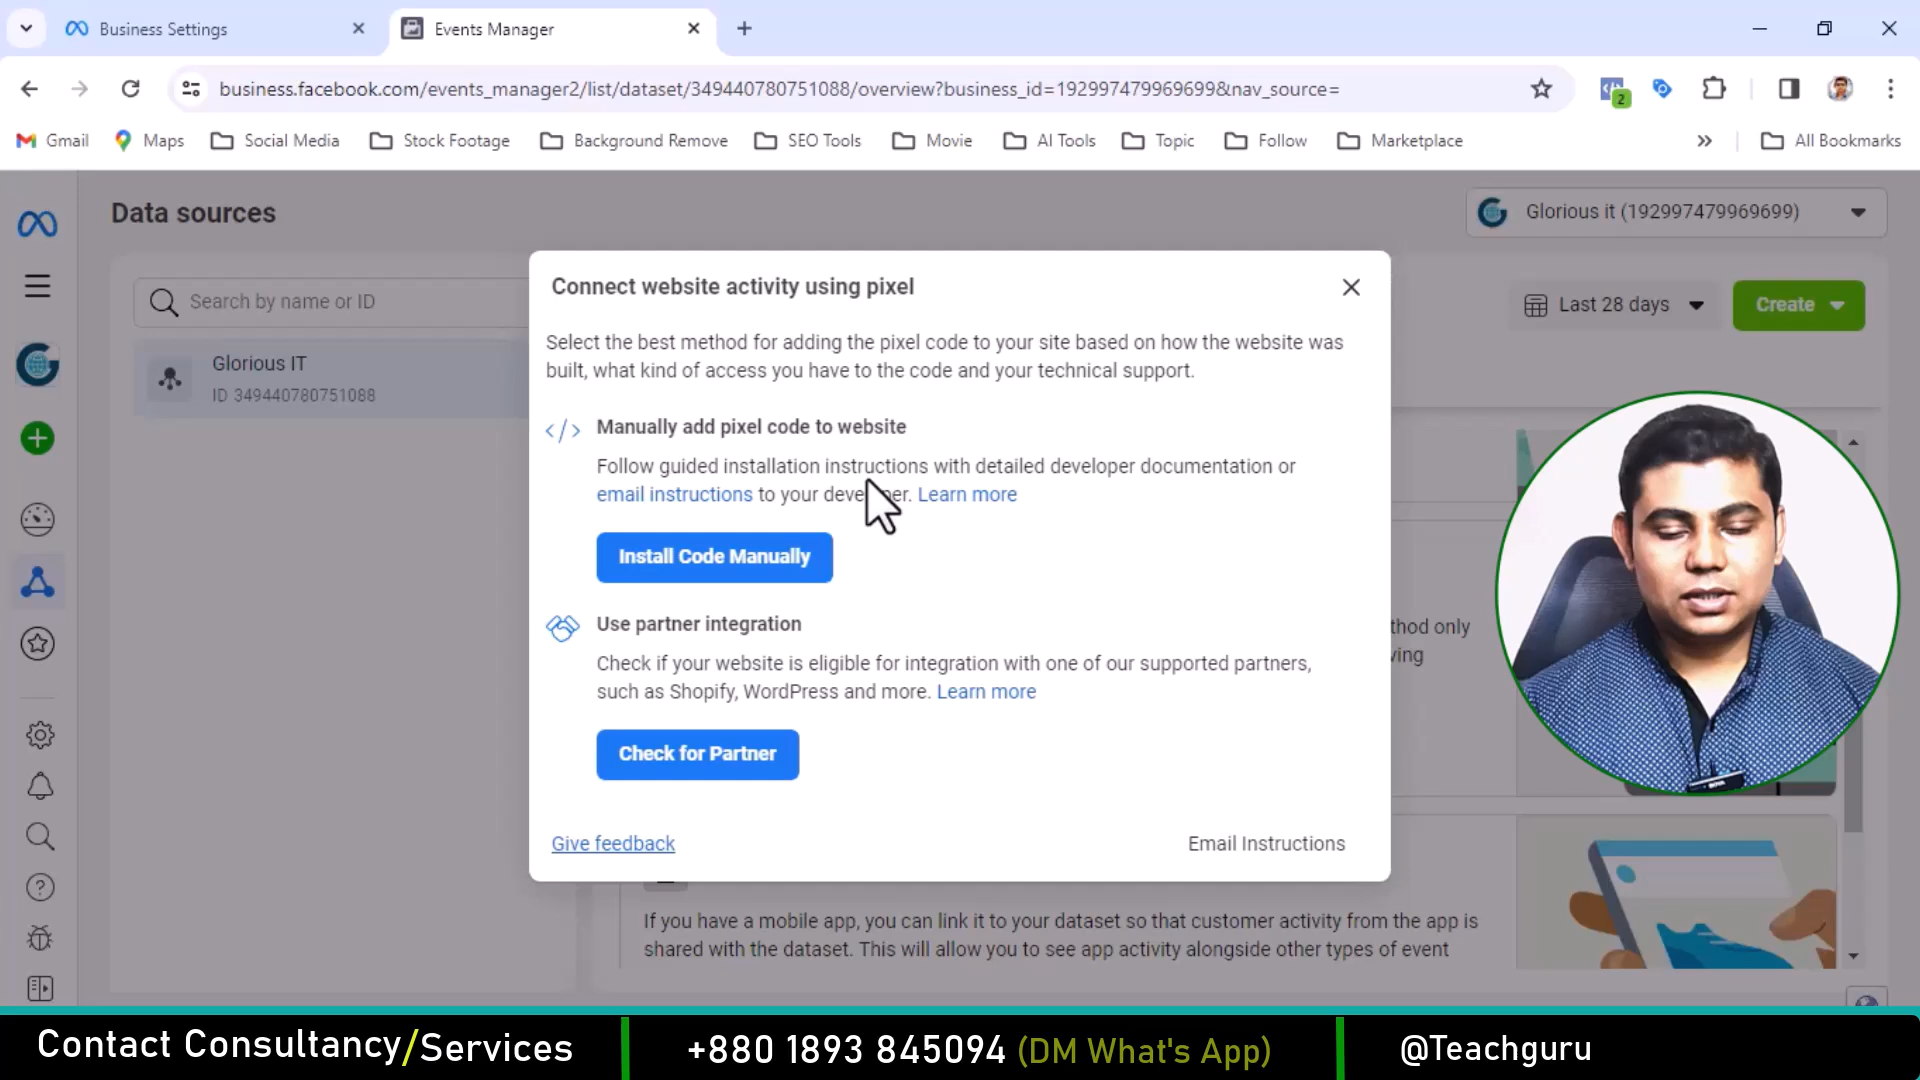 Business Settings
Events Manager
business.facebook.com/events_manager2/list/dataset/349440780751088/overview?business_id=192997479969699&nav_source=
2
Gmail
Maps
Social Media
Stock Footage
Background Remove
SEO Tools
Movie
AI Tools
Topic
Follow
Marketplace
All Bookmarks
Data sources
Glorious it (192997479969699)
Search by name or ID
Glorious IT
ID 349440780751088
Last 28 days
Create
Connect website activity using pixel
Select the best method for adding the pixel code to your site based on how the website was
built, what kind of access you have to the code and your technical support.
Manually add pixel code to website
Follow guided installation instructions with detailed developer documentation or
email instructions to your developer. Learn more
Install Code Manually
Use partner integration
Check if your website is eligible for integration with one of our supported partners,
such as Shopify, WordPress and more. Learn more
Check for Partner
Give feedback
Email Instructions
thod only
ving
If you have a mobile app, you can link it to your dataset so that customer activity from the app is
shared with the dataset. This will allow you to see app activity alongside other types of event
Contact Consultancy/Services
+880 1893 845094 (DM What's App)
@Teachguru